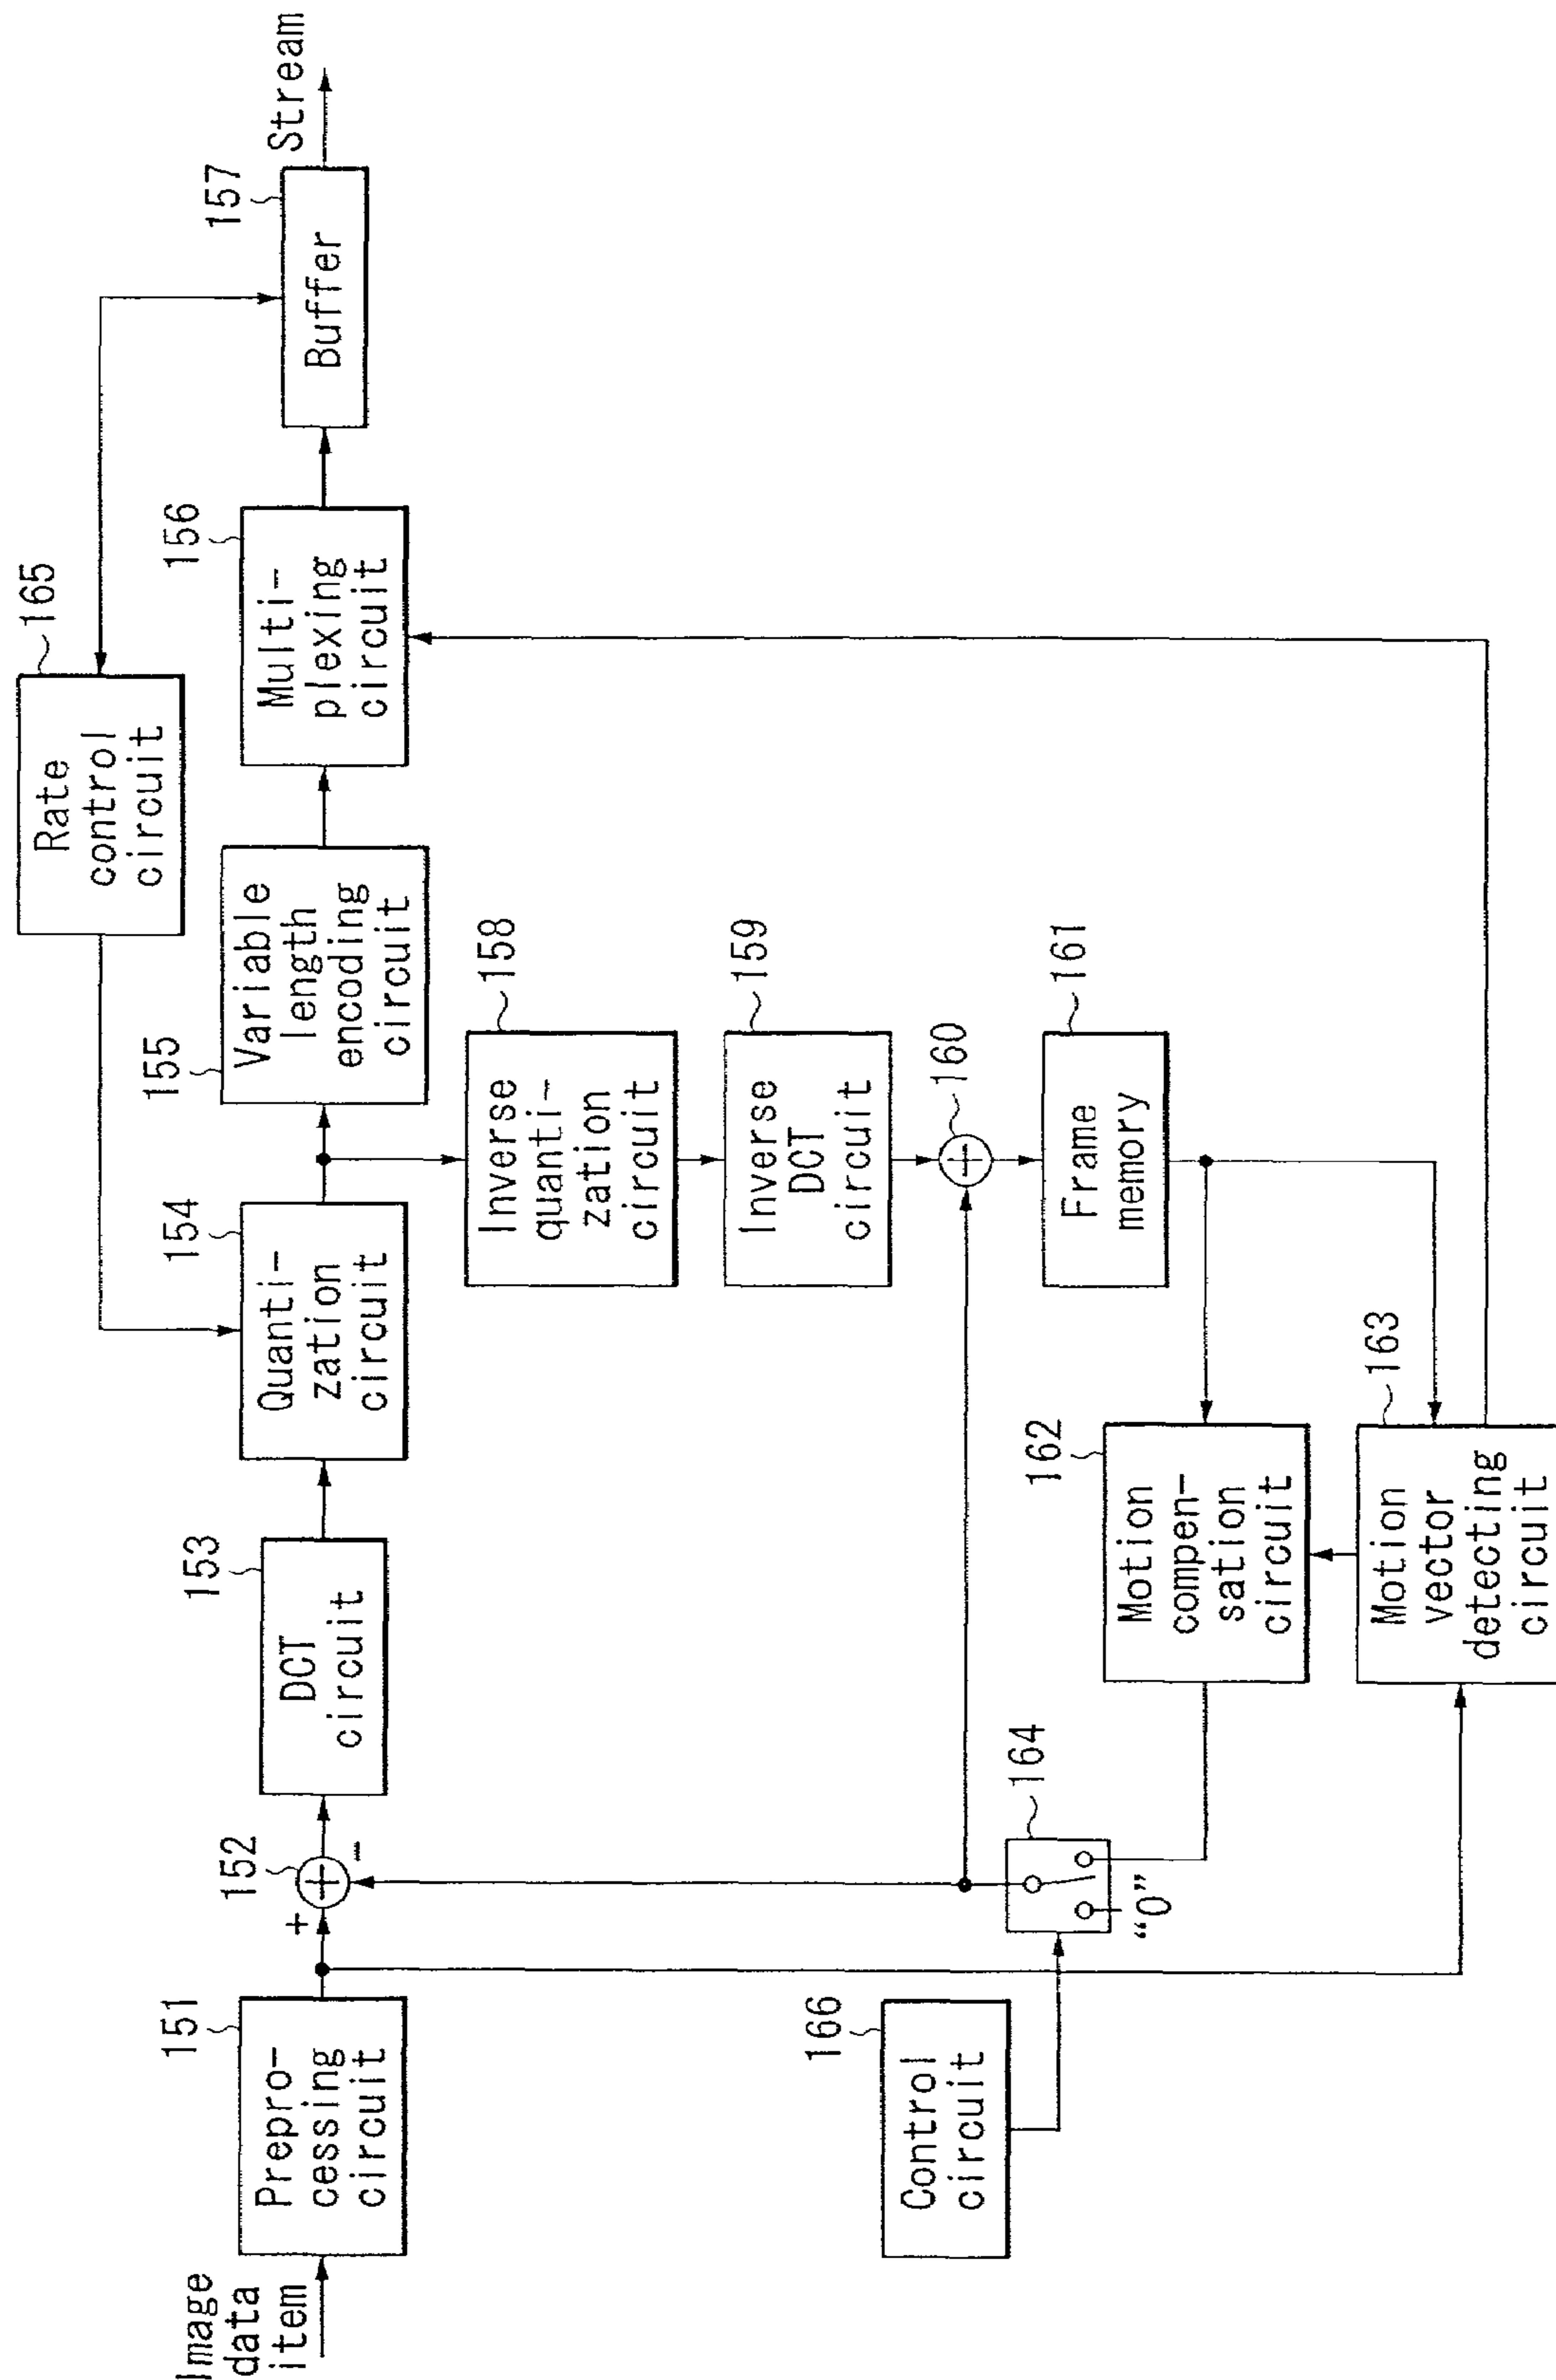 Image
data
item
151
Prepro-
cessing
circuit
+
152
-
153
DCT
circuit
154
Quanti-
zation
circuit
155
Variable
length
encoding
circuit
165
Rate
control
circuit
156
Multi-
plexing
circuit
157
Buffer
Stream
158
Inverse
quanti-
zation
circuit
159
Inverse
DCT
circuit
160
161
Frame
memory
166
Control
circuit
164
“0”
162
Motion
compen-
sation
circuit
163
Motion
vector
detecting
circuit